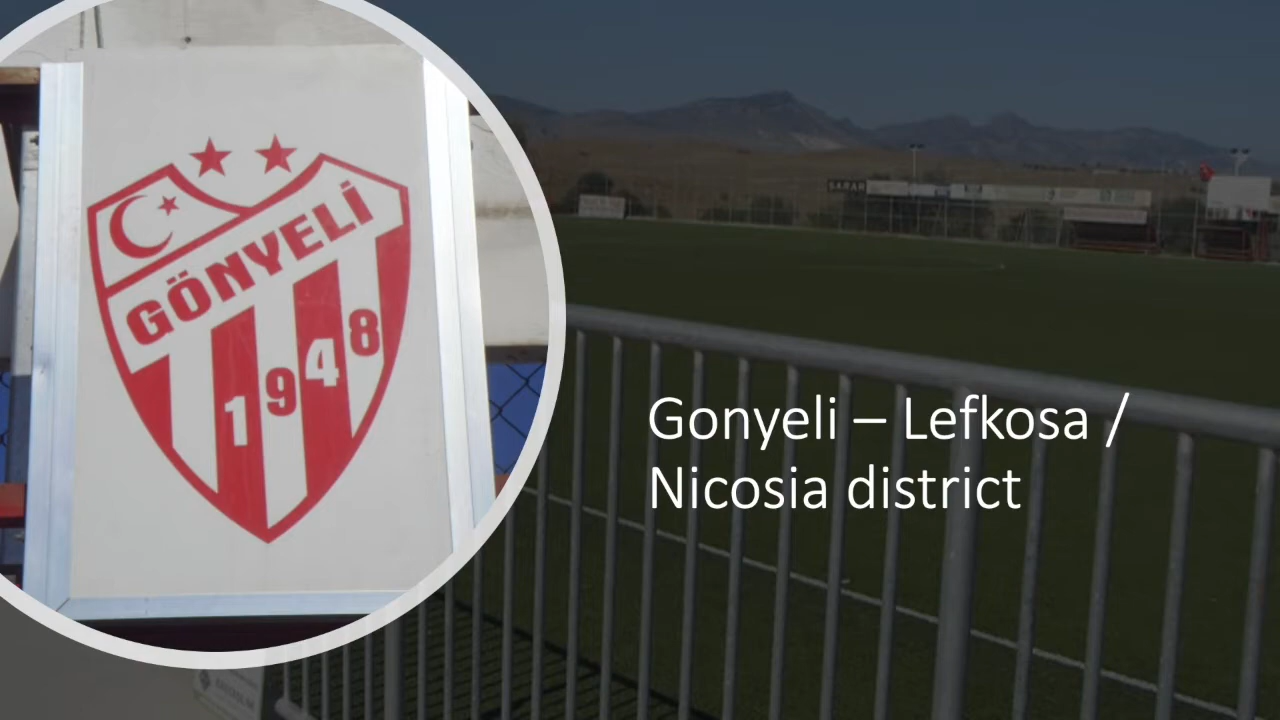 GÖNYELİ
1948
SARAR
Gonyeli – Lefkosa /
Nicosia district